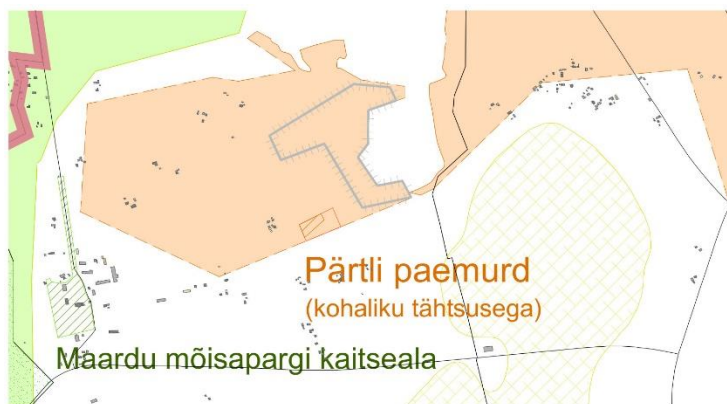 Pärtli paemurd
(kohaliku tähtsusega)
Maardu mõisapargi kaitseala